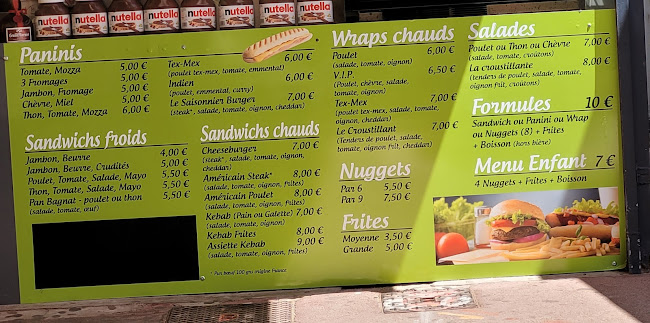 nutella nutella nutella nutella nutella nutella
Paninis
Tomate, Mozza 5,00 €
3 Fromages 5,00 €
Jambon, Fromage 5,00 €
Chèvre, Miel 5,00 €
Thon, Tomate, Mozza 6,00 €
Tex-Mex 6,00 €
(poulet tex-mex, tomate, emmental)
Indien 6,00 €
(poulet, emmental, curry)
Le Saisonnier Burger 7,00 €
(steak*, salade, tomate, oignon, cheddar)
Sandwichs froids
Jambon, Beurre 4,00 €
Jambon, Beurre, Crudités 5,50 €
Poulet, Tomate, Salade, Mayo 5,50 €
Thon, Tomate, Salade, Mayo 5,50 €
Pan Bagnat - poulet ou thon 5,50 €
(salade, tomate, œuf)
Sandwichs chauds
Cheeseburger 7,00 €
(steak*, salade, tomate, oignon, cheddar)
Américain Steak* 8,00 €
(salade, tomate, oignon, frites)
Américain Poulet 8,00 €
(salade, tomate, oignon, frites)
Kebab (Pain ou Galette) 7,00 €
(salade, tomate, oignon)
Kebab Frites 8,00 €
Assiette Kebab 9,00 €
(salade, tomate, oignon, frites)
* Pur bœuf 100 grs origine France
Wraps chauds
Poulet 6,00 €
(salade, tomate, oignon)
V.I.P. 6,50 €
(Poulet, chèvre, salade, tomate, oignon)
Tex-Mex 7,00 €
(poulet tex-mex, salade, tomate, oignon, cheddar)
Le Croustillant 7,00 €
(Tenders de poulet, salade, tomate, oignon frit, cheddar)
Nuggets
Par 6 5,50 €
Par 9 7,50 €
Frites
Moyenne 3,50 €
Grande 5,00 €
Salades
Poulet ou Thon ou Chèvre 7,00 €
(salade, tomate, croûtons)
La croustillante 8,00 €
(tenders de poulet, salade, tomate, oignon frit, croûtons)
Formules 10 €
Sandwich ou Panini ou Wrap
ou Nuggets (8) + Frites
+ Boisson (hors bière)
Menu Enfant 7 €
4 Nuggets + Frites + Boisson